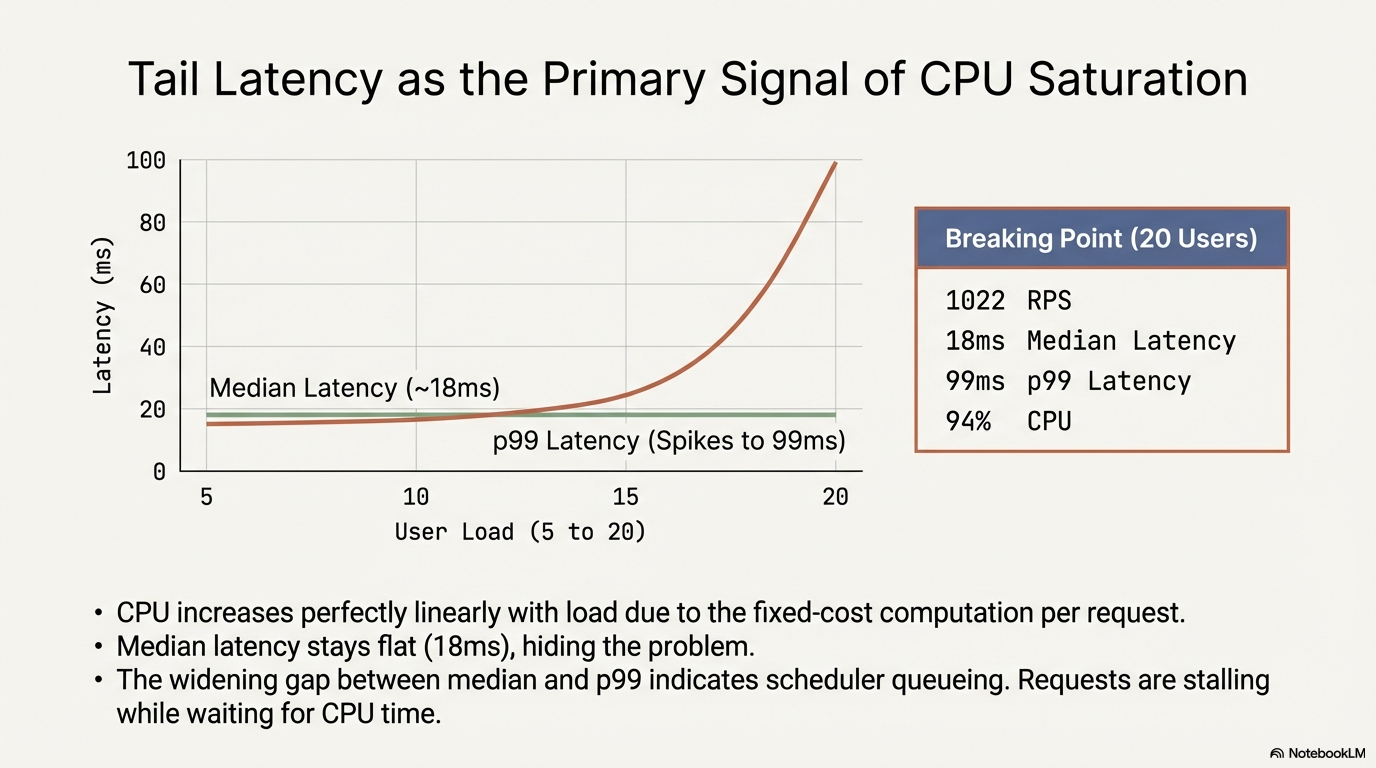 Tail Latency as the Primary Signal of CPU Saturation
100
80
60
40
20
0
Latency (ms)
Median Latency (~18ms)
p99 Latency (Spikes to 99ms)
5 10 15 20
User Load (5 to 20)
Breaking Point (20 Users)
1022 RPS
18ms Median Latency
99ms p99 Latency
94% CPU
• CPU increases perfectly linearly with load due to the fixed-cost computation per request.
• Median latency stays flat (18ms), hiding the problem.
• The widening gap between median and p99 indicates scheduler queueing. Requests are stalling
while waiting for CPU time.
NotebookLM